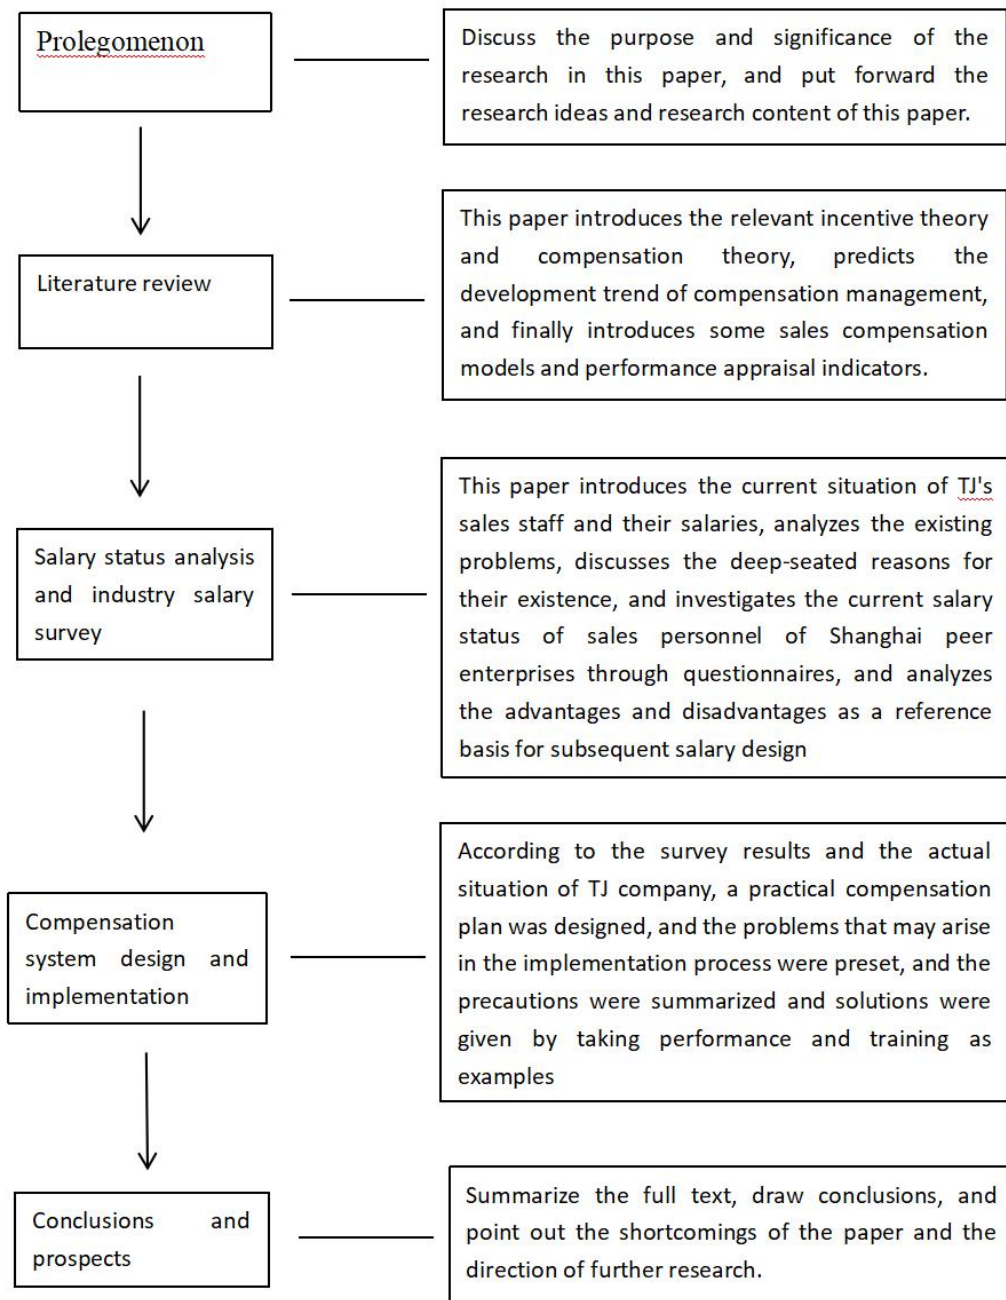 Prolegomenon
Discuss the purpose and significance of the
research in this paper, and put forward the
research ideas and research content of this paper.
Literature review
This paper introduces the relevant incentive theory
and compensation theory, predicts the
development trend of compensation management,
and finally introduces some sales compensation
models and performance appraisal indicators.
Salary status analysis
and industry salary
survey
This paper introduces the current situation of TJ's
sales staff and their salaries, analyzes the existing
problems, discusses the deep-seated reasons for
their existence, and investigates the current salary
status of sales personnel of Shanghai peer
enterprises through questionnaires, and analyzes
the advantages and disadvantages as a reference
basis for subsequent salary design
Compensation
system design and
implementation
According to the survey results and the actual
situation of TJ company, a practical compensation
plan was designed, and the problems that may arise
in the implementation process were preset, and the
precautions were summarized and solutions were
given by taking performance and training as
examples
Conclusions and
prospects
Summarize the full text, draw conclusions, and
point out the shortcomings of the paper and the
direction of further research.